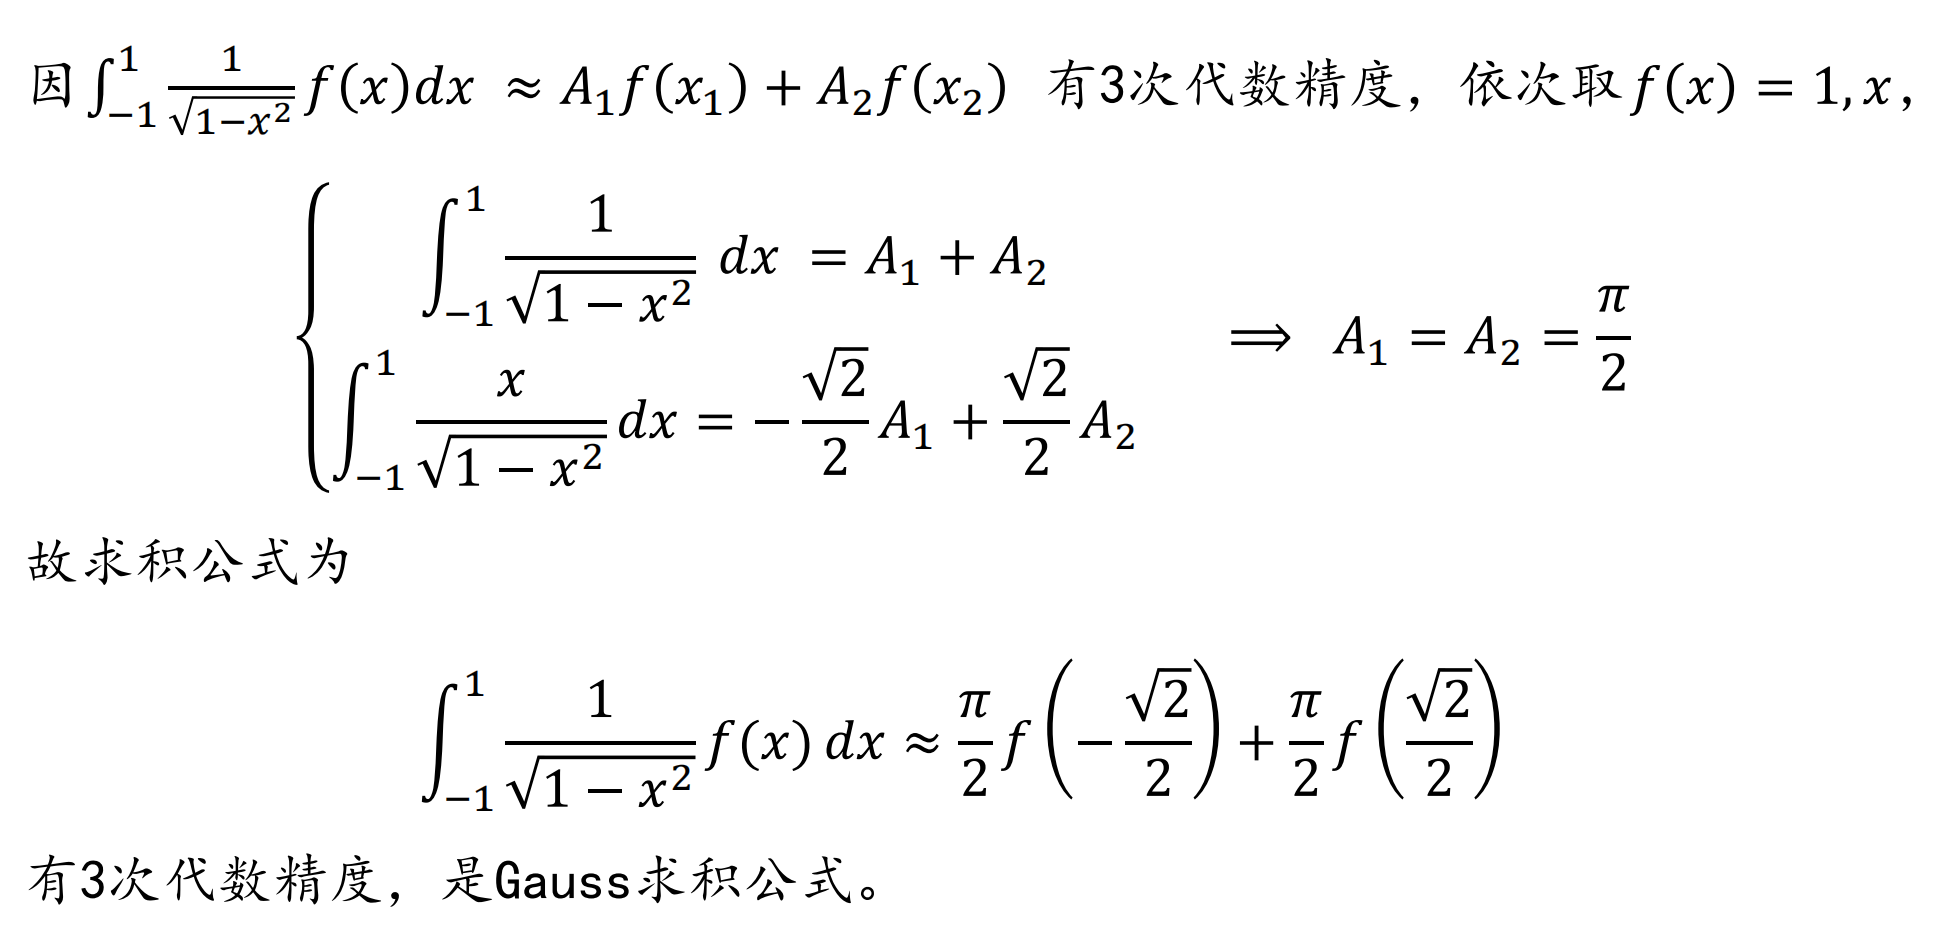 因 $\int_{-1}^{1} \frac{1}{\sqrt{1-x^2}} f(x)dx \approx A_1 f(x_1) + A_2 f(x_2)$ 有3次代数精度，依次取$f(x) = 1, x$，
$\begin{cases} \int_{-1}^{1} \frac{1}{\sqrt{1-x^2}} dx = A_1 + A_2 \\ \int_{-1}^{1} \frac{x}{\sqrt{1-x^2}} dx = -\frac{\sqrt{2}}{2} A_1 + \frac{\sqrt{2}}{2} A_2 \end{cases} \implies A_1 = A_2 = \frac{\pi}{2}$
故求积公式为
$\int_{-1}^{1} \frac{1}{\sqrt{1-x^2}} f(x) dx \approx \frac{\pi}{2} f\left(-\frac{\sqrt{2}}{2}\right) + \frac{\pi}{2} f\left(\frac{\sqrt{2}}{2}\right)$
有3次代数精度，是Gauss求积公式。